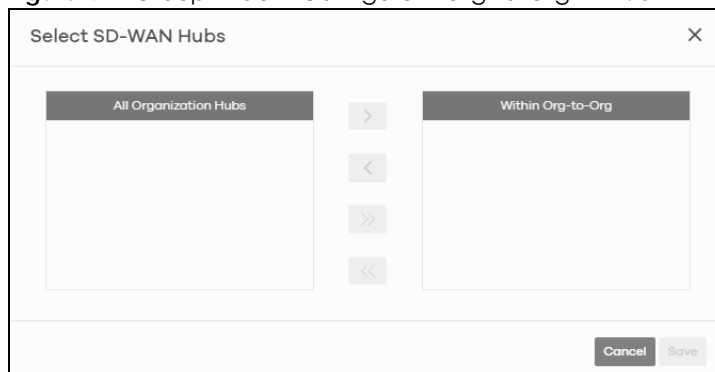 Select SD-WAN Hubs
All Organization Hubs
Within Org-to-Org
Cancel Save